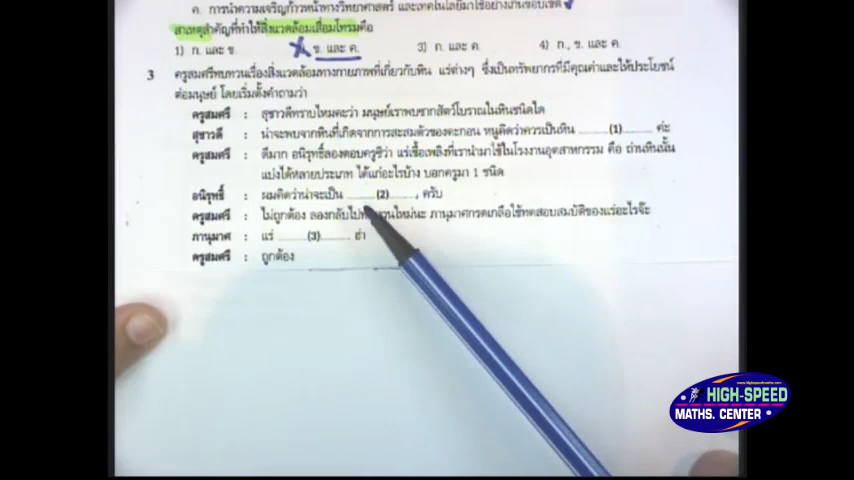 ค. การนำความเจริญก้าวหน้าทางวิทยาศาสตร์ และเทคโนโลยีมาใช้อย่างเกินขอบเขต
สาเหตุสำคัญที่ทำให้สิ่งแวดล้อมเสื่อมโทรมคือ
1) ก. และ ข. ข. และ ค. 3) ก. และ ค. 4) ก., ข. และ ค.
3 ครูสมศรีทบทวนเรื่องสิ่งแวดล้อมทางกายภาพที่เกี่ยวกับหิน แร่ต่างๆ ซึ่งเป็นทรัพยากรที่มีคุณค่าและให้ประโยชน์
ต่อมนุษย์ โดยเริ่มตั้งคำถามว่า
ครูสมศรี : สุชาวดีทราบไหมคะว่า มนุษย์เราพบซากสัตว์โบราณในหินชนิดใด
สุชาวดี : น่าจะพบจากหินที่เกิดจากการสะสมตัวของตะกอน หนูคิดว่าควรเป็นหิน ..........(1).......... ค่ะ
ครูสมศรี : ดีมาก อนิรุทธิ์ลองตอบครูซิว่า แร่เชื้อเพลิงที่เรานำมาใช้ในโรงงานอุตสาหกรรม คือ ถ่านหินนั้น
แบ่งได้หลายประเภท ได้แก่อะไรบ้าง บอกครูมา 1 ชนิด
อนิรุทธิ์ : ผมคิดว่าน่าจะเป็น ..........(2).......... ครับ
ครูสมศรี : ไม่ถูกต้อง ลองกลับไป ใหม่นะ ภานุมาศกรดเกลือใช้ทดสอบสมบัติของแร่อะไรจ๊ะ
ภานุมาศ : แร่ ..........(3).......... ฮ่า
ครูสมศรี : ถูกต้อง
www.highspeedmaths.com
HIGH-SPEED
MATHS. CENTER